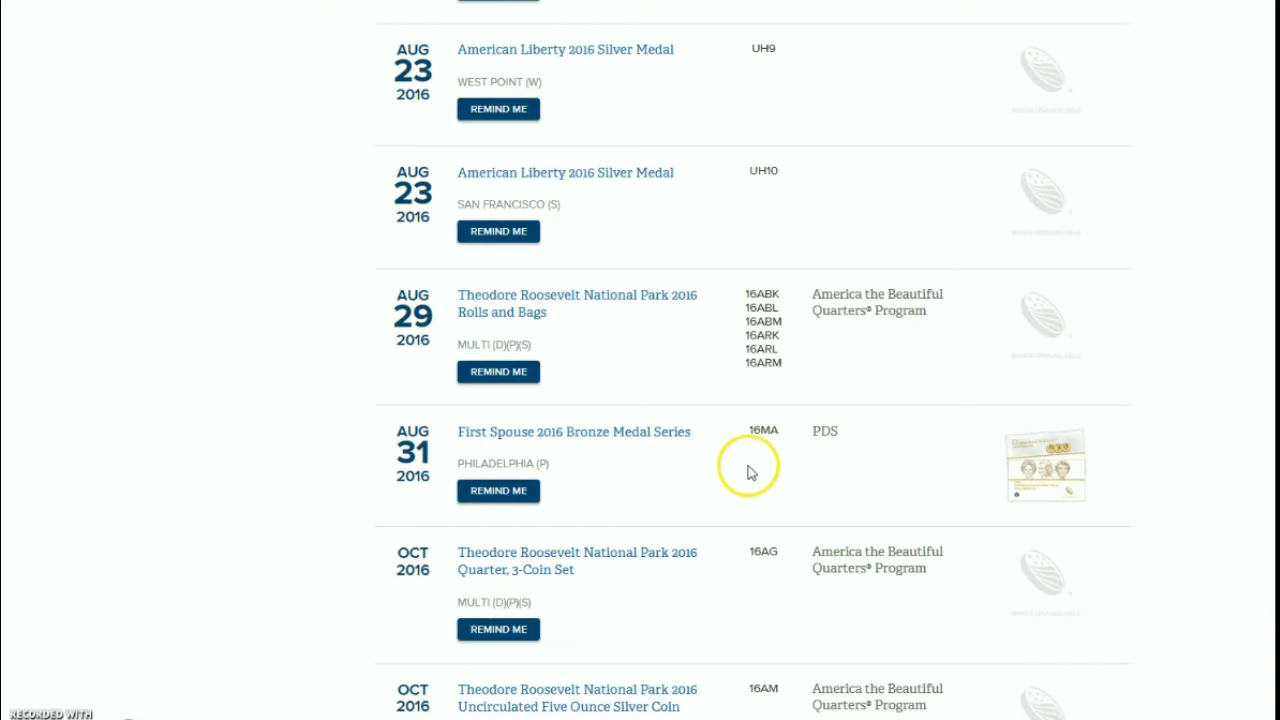 AUG
23
2016
American Liberty 2016 Silver Medal
WEST POINT (W)
REMIND ME
UH9
AUG
23
2016
American Liberty 2016 Silver Medal
SAN FRANCISCO (S)
REMIND ME
UH10
AUG
29
2016
Theodore Roosevelt National Park 2016
Rolls and Bags
MULTI (D)(P)(S)
REMIND ME
16ABK
16ABL
16ABM
16ARK
16ARL
16ARM
America the Beautiful
Quarters® Program
AUG
31
2016
First Spouse 2016 Bronze Medal Series
PHILADELPHIA (P)
REMIND ME
16MA
PDS
OCT
2016
Theodore Roosevelt National Park 2016
Quarter, 3-Coin Set
MULTI (D)(P)(S)
REMIND ME
16AG
America the Beautiful
Quarters® Program
OCT
2016
Theodore Roosevelt National Park 2016
Uncirculated Five Ounce Silver Coin
16AM
America the Beautiful
Quarters® Program
RECORDED WITH